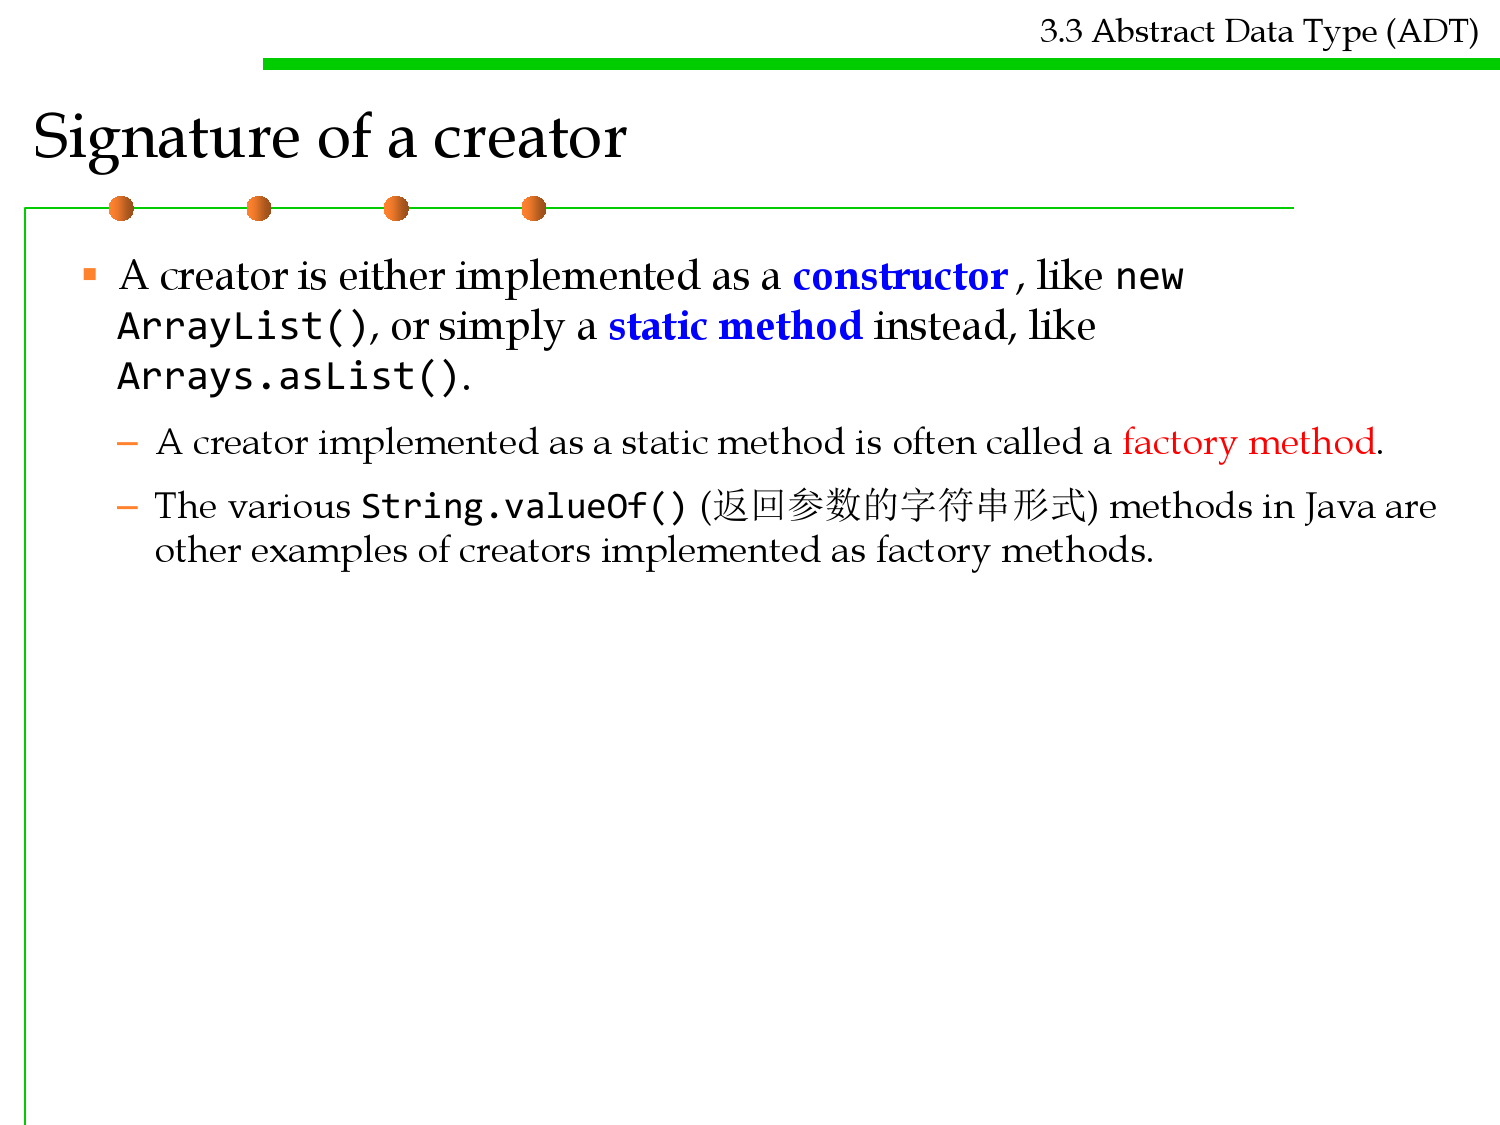 3.3 Abstract Data Type (ADT)
Signature of a creator
▪ A creator is either implemented as a constructor , like new
ArrayList(), or simply a static method instead, like
Arrays.asList().
– A creator implemented as a static method is often called a factory method.
– The various String.valueOf() (返回参数的字符串形式) methods in Java are
other examples of creators implemented as factory methods.